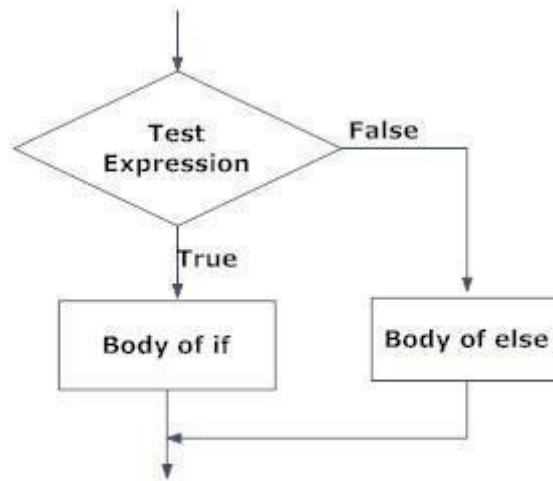 Test
Expression
False
True
Body of if
Body of else